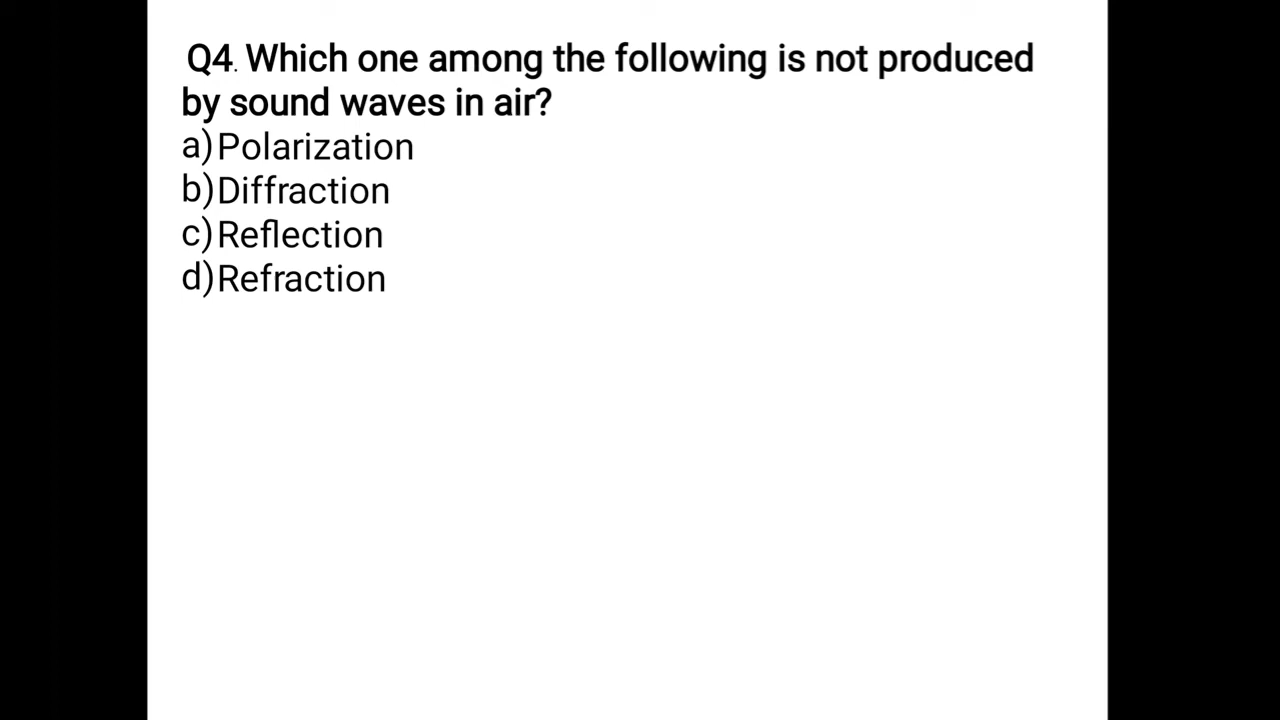 Q4. Which one among the following is not produced
by sound waves in air?
a)Polarization
b)Diffraction
c)Reflection
d)Refraction